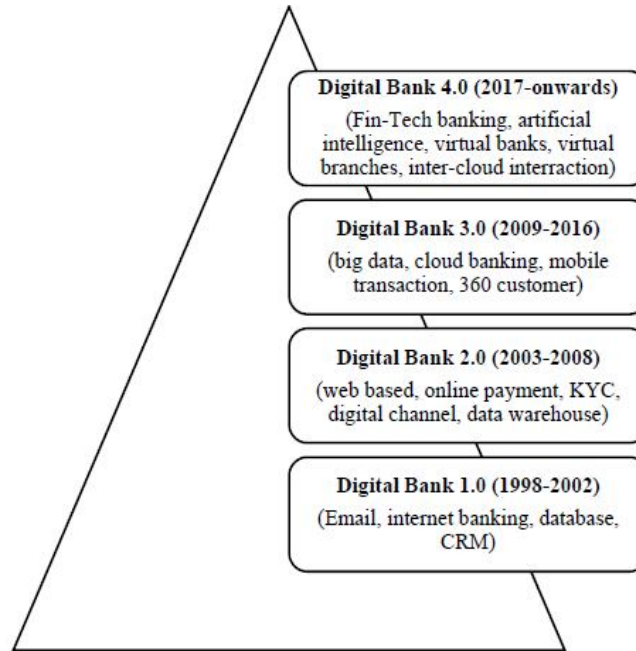 Digital Bank 4.0 (2017-onwards)
(Fin-Tech banking, artificial
intelligence, virtual banks, virtual
branches, inter-cloud interraction)
Digital Bank 3.0 (2009-2016)
(big data, cloud banking, mobile
transaction, 360 customer)
Digital Bank 2.0 (2003-2008)
(web based, online payment, KYC,
digital channel, data warehouse)
Digital Bank 1.0 (1998-2002)
(Email, internet banking, database,
CRM)